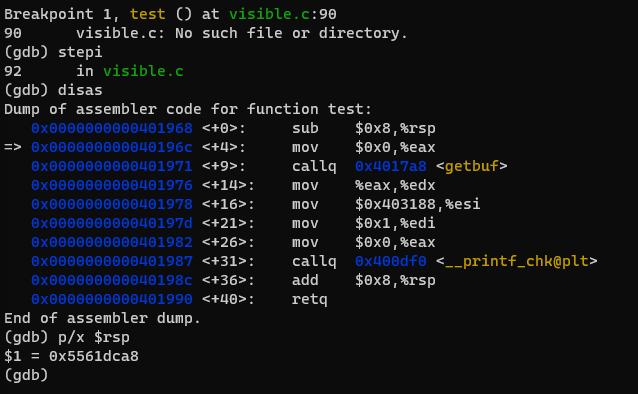 Breakpoint 1, test () at visible.c:90
90      visible.c: No such file or directory.
(gdb) stepi
92      in visible.c
(gdb) disas
Dump of assembler code for function test:
   0x0000000000401968 <+0>:     sub    $0x8,%rsp
=> 0x000000000040196c <+4>:     mov    $0x0,%eax
   0x0000000000401971 <+9>:     callq  0x4017a8 <getbuf>
   0x0000000000401976 <+14>:    mov    %eax,%edx
   0x0000000000401978 <+16>:    mov    $0x403188,%esi
   0x000000000040197d <+21>:    mov    $0x1,%edi
   0x0000000000401982 <+26>:    mov    $0x0,%eax
   0x0000000000401987 <+31>:    callq  0x400df0 <__printf_chk@plt>
   0x000000000040198c <+36>:    add    $0x8,%rsp
   0x0000000000401990 <+40>:    retq
End of assembler dump.
(gdb) p/x $rsp
$1 = 0x5561dca8
(gdb)